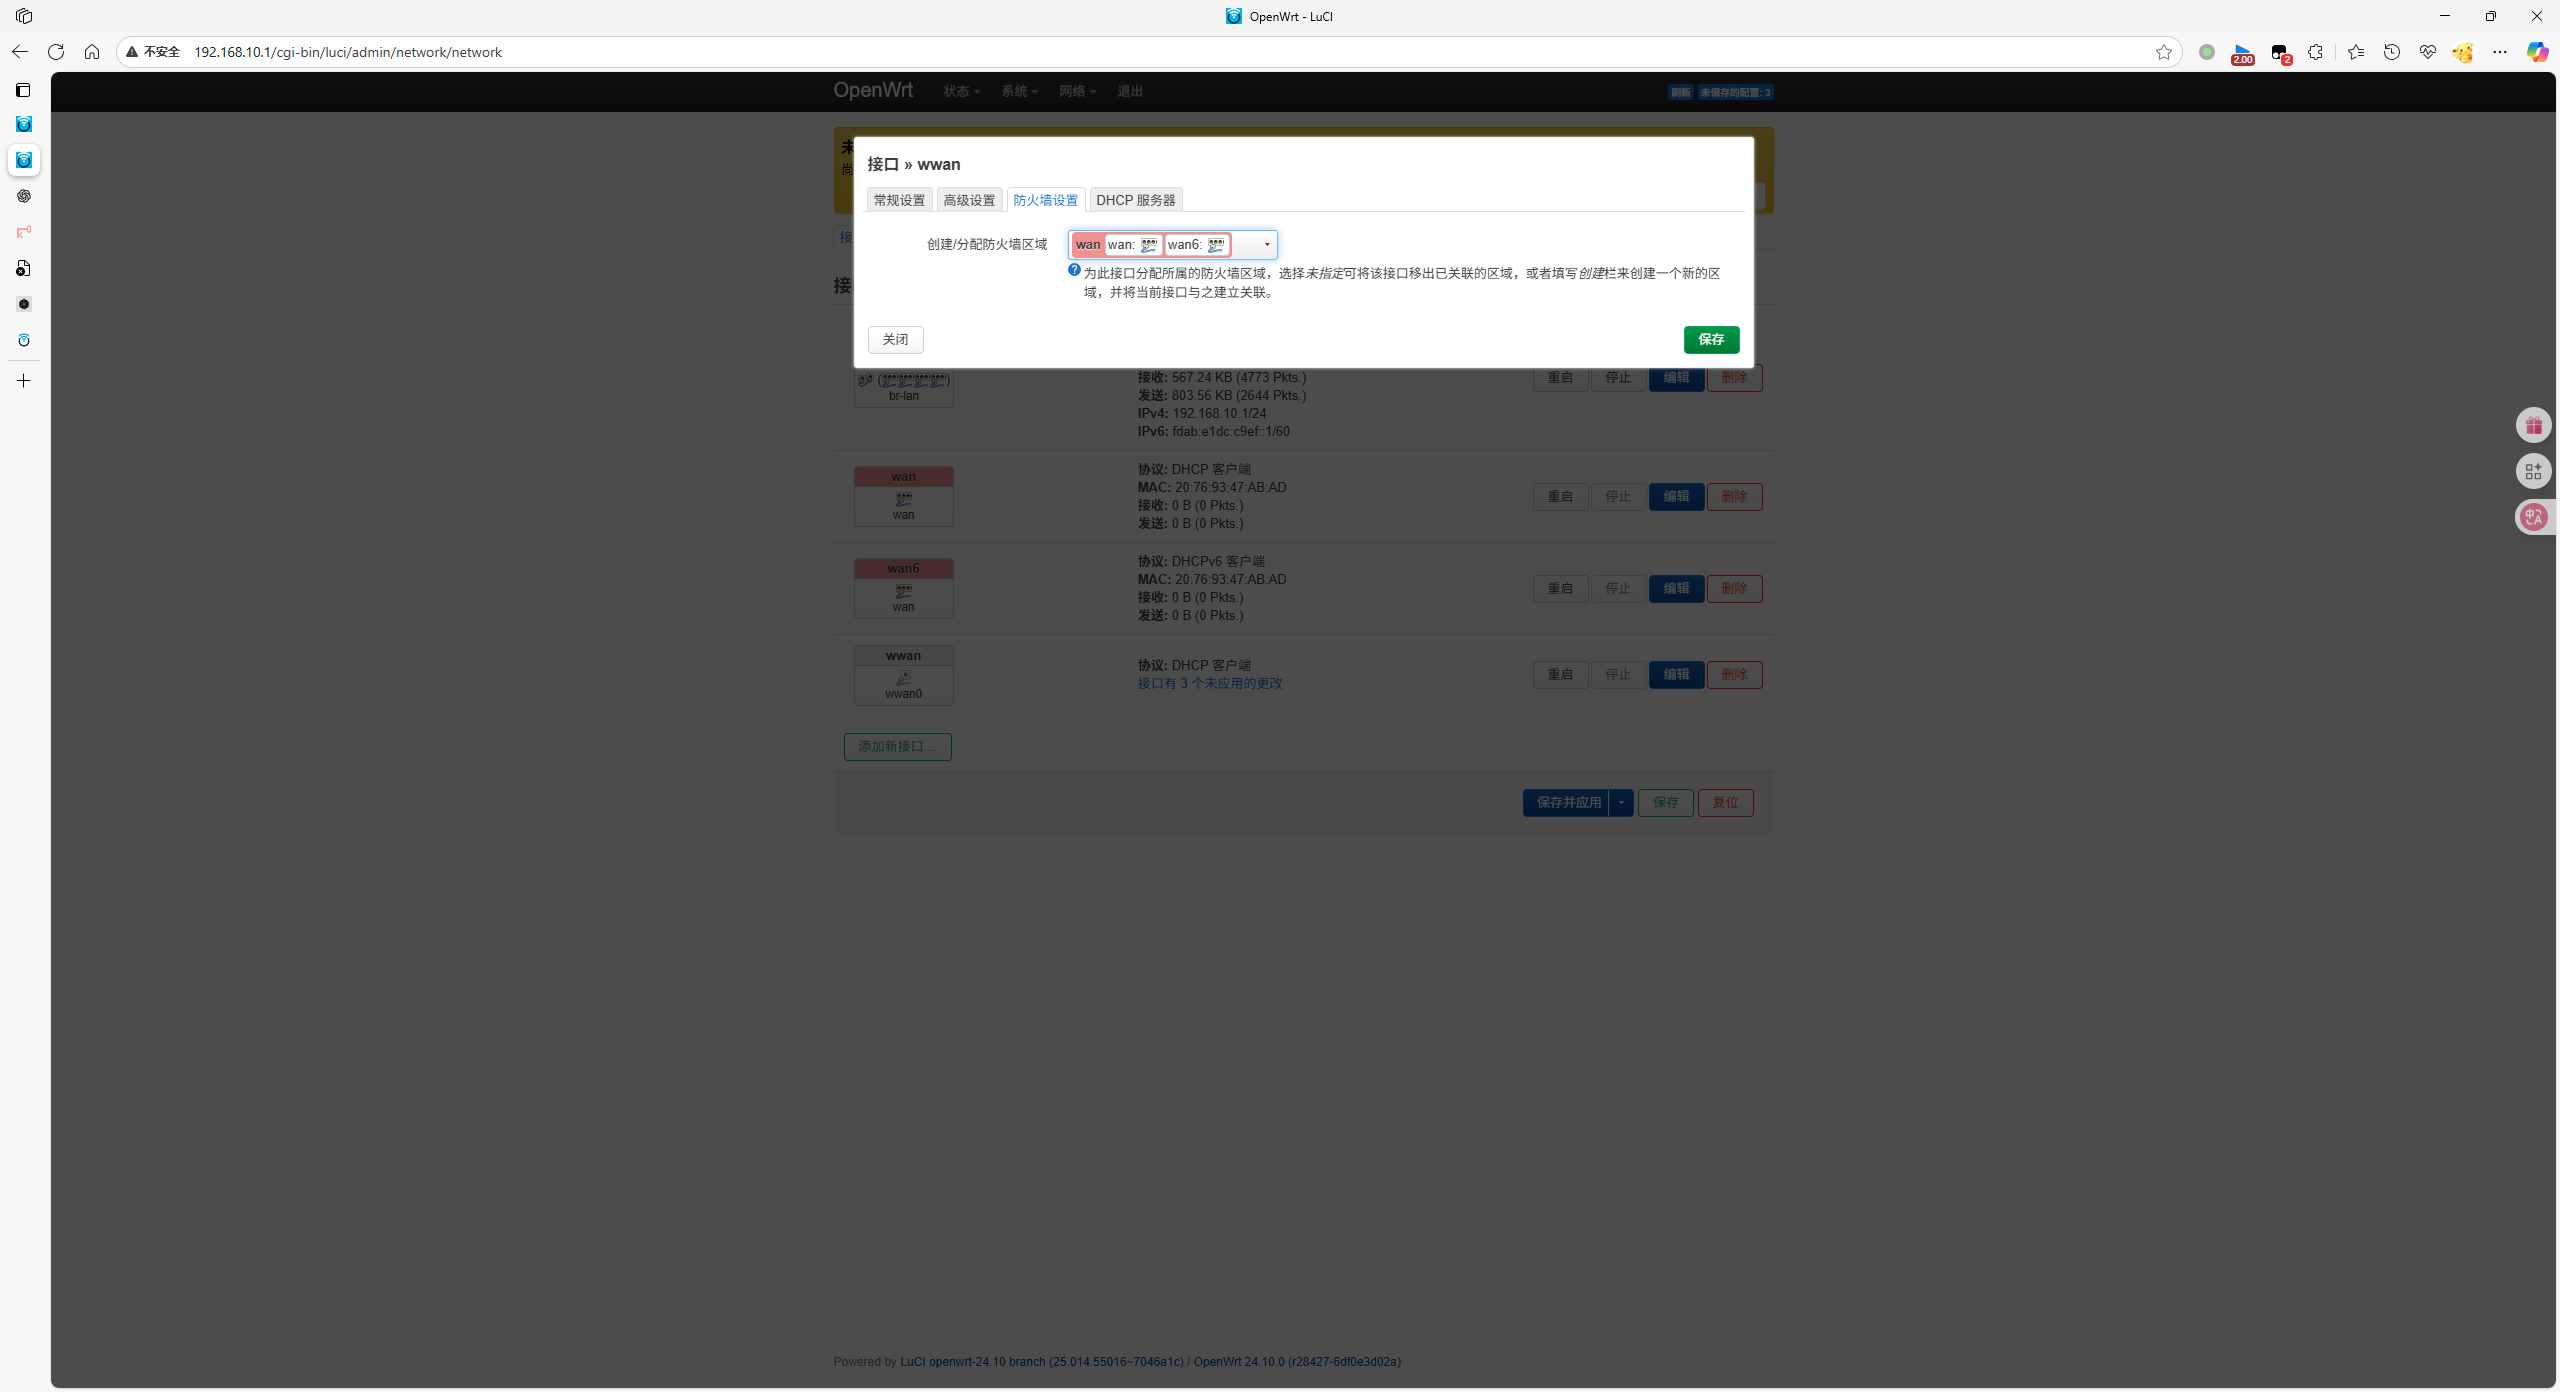 OpenWrt - LuCI
不安全 192.168.10.1/cgi-bin/luci/admin/network/network
2.00
2
OpenWrt 状态 系统 网络 退出 刷新 未保存的配置: 3
未
尚
接口 » wwan
常规设置 高级设置 防火墙设置 DHCP 服务器
接
创建/分配防火墙区域 wan wan: wan6:
为此接口分配所属的防火墙区域，选择未指定可将该接口移出已关联的区域，或者填写创建栏来创建一个新的区
域，并将当前接口与之建立关联。
接
关闭 保存
接收: 567.24 KB (4773 Pkts.)
br-lan 发送: 803.56 KB (2644 Pkts.)
IPv4: 192.168.10.1/24
IPv6: fdab:e1dc:c9ef::1/60
重启 停止 编辑 删除
wan
wan
协议: DHCP 客户端
MAC: 20:76:93:47:AB:AD
接收: 0 B (0 Pkts.)
发送: 0 B (0 Pkts.)
重启 停止 编辑 删除
wan6
wan
协议: DHCPv6 客户端
MAC: 20:76:93:47:AB:AD
接收: 0 B (0 Pkts.)
发送: 0 B (0 Pkts.)
重启 停止 编辑 删除
wwan
wwan0
协议: DHCP 客户端
接口有 3 个未应用的更改
重启 停止 编辑 删除
添加新接口...
保存并应用 保存 复位
Powered by LuCI openwrt-24.10 branch (25.014.55016~7046a1c) / OpenWrt 24.10.0 (r28427-6df0e3d02a)